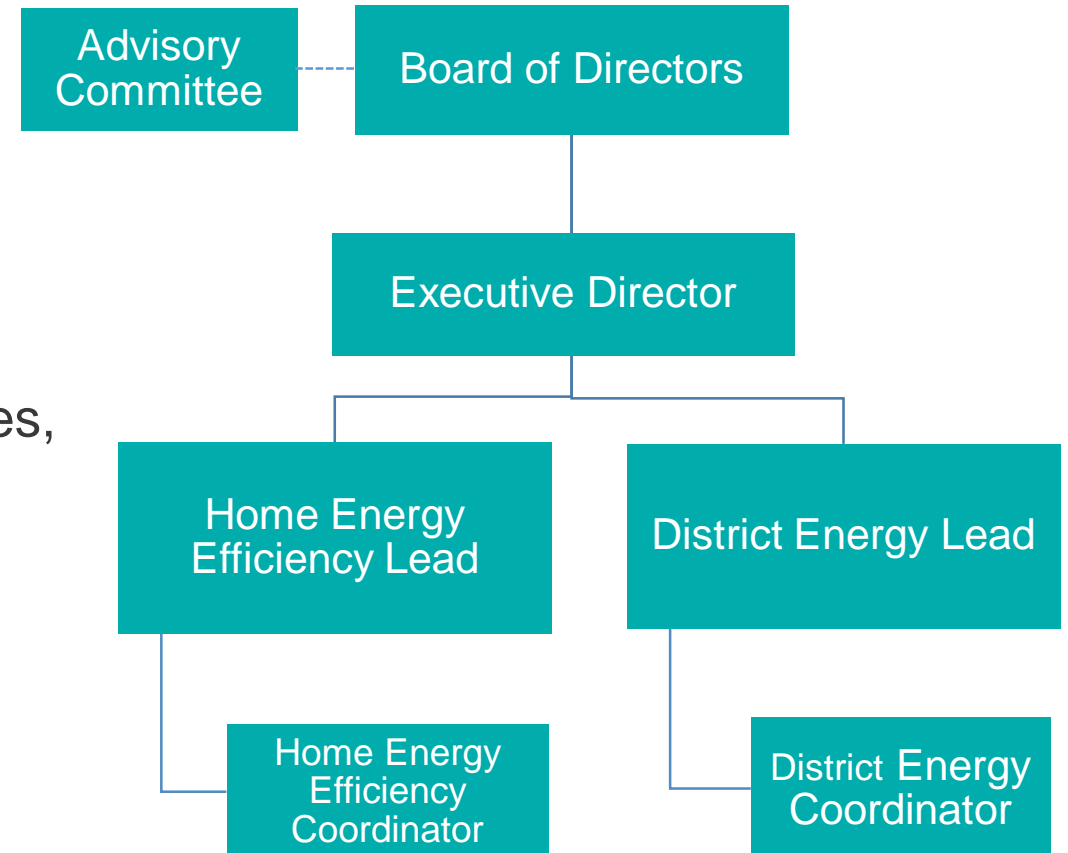 Advisory
Committee
Board of Directors
Executive Director
es,
Home Energy
Efficiency Lead
District Energy Lead
Home Energy
Efficiency
Coordinator
District Energy
Coordinator